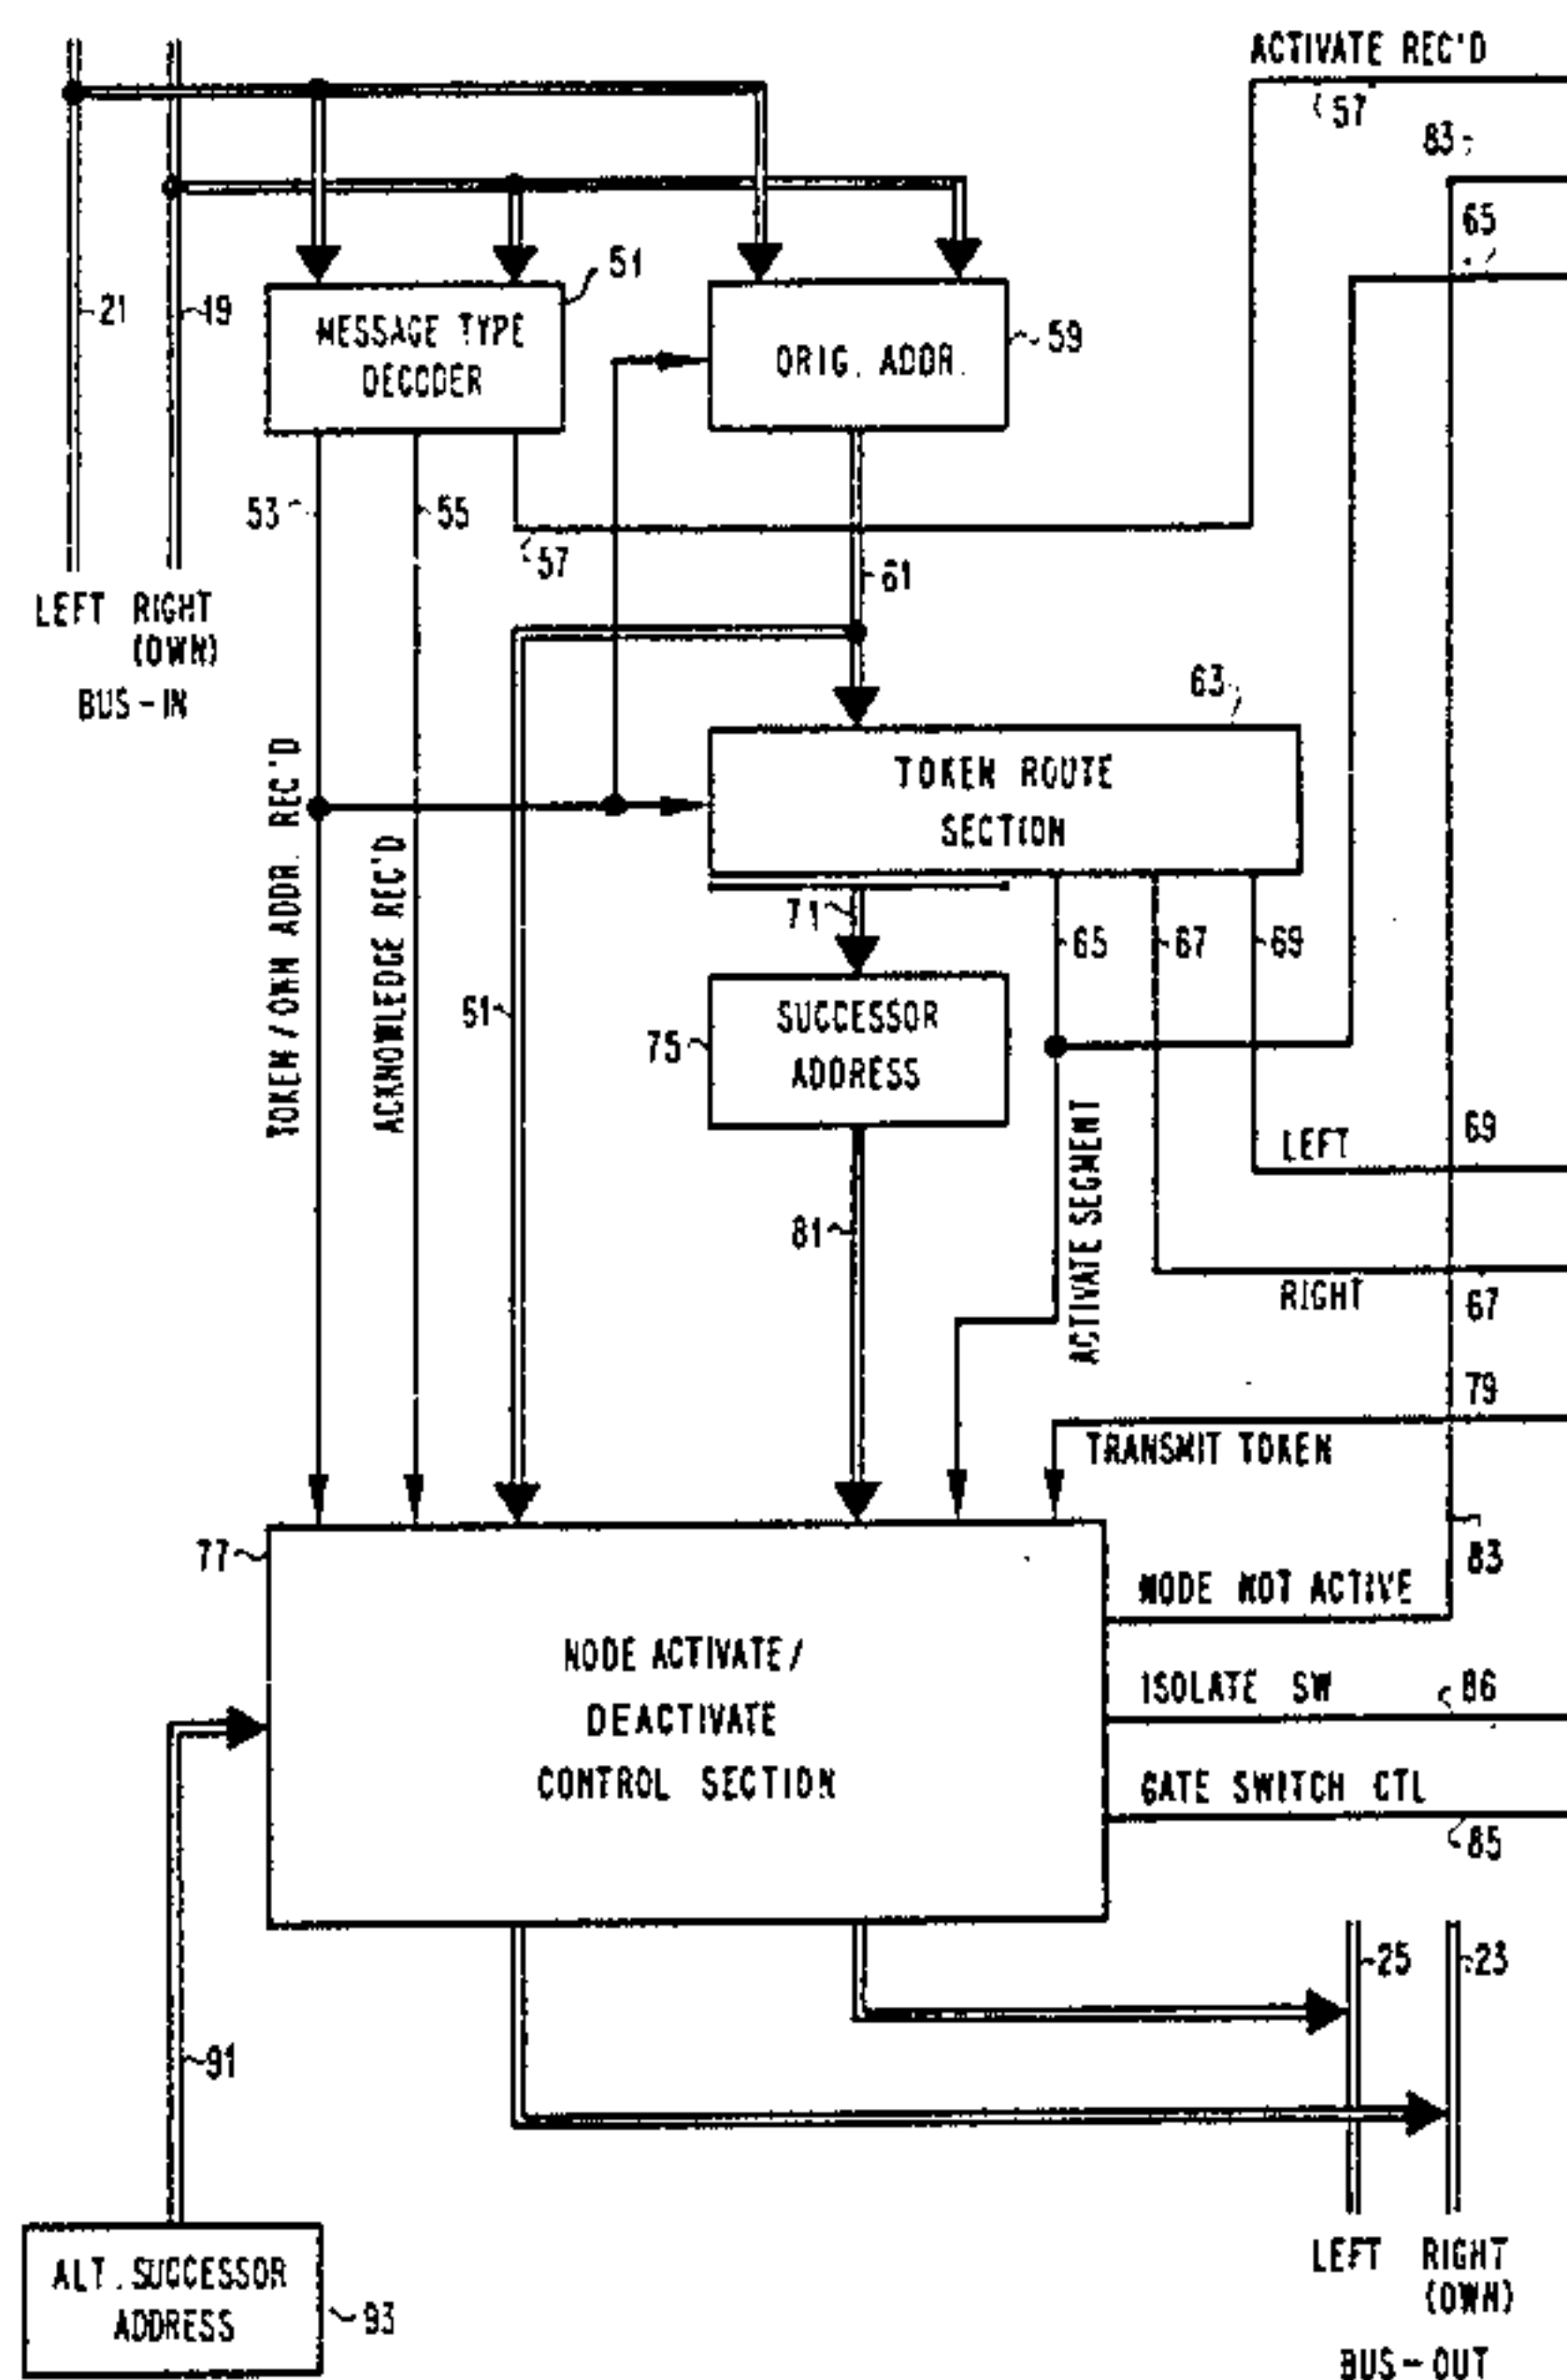 ACTIVATE REC'D
57
83
65
51
21
19
MESSAGE TYPE
DECODER
ORIG. ADDR.
59
53
55
57
61
LEFT RIGHT
(OWN)
BUS-IN
63
TOKEN ROUTE
SECTION
TOKEN/OWN ADDR. REC'D
ACKNOWLEDGE REC'D
71
65
67
69
61
75
SUCCESSOR
ADDRESS
ACTIVATE SEGMENT
69
LEFT
81
RIGHT
67
79
TRANSMIT TOKEN
77
83
NODE NOT ACTIVE
NODE ACTIVATE/
DEACTIVATE
CONTROL SECTION
ISOLATE SW
86
GATE SWITCH CTL
85
25
23
91
LEFT RIGHT
(OWN)
BUS-OUT
ALT. SUCCESSOR
ADDRESS
93